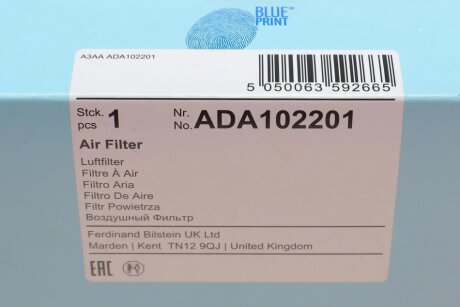 BLUE
PRINT
A3AA ADA102201
5 050063 592665
Stck. 1 Nr. ADA102201
pcs No.
Air Filter
Luftfilter
Filtre À Air
Filtro Aria
Filtro De Aire
Filtr Powietrza
Воздушный Фильтр
Ferdinand Bilstein UK Ltd
Marden | Kent TN12 9QJ | United Kingdom
EAC